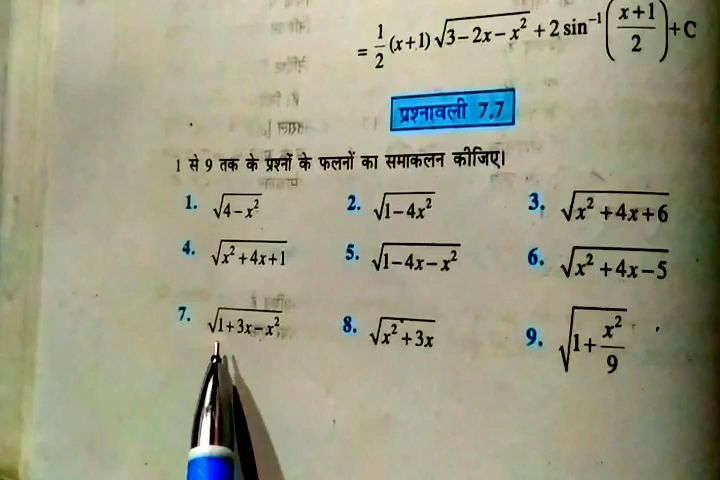 = 1/2 (x+1) √(3−2x−x²) + 2 sin⁻¹ ((x+1)/2) + C
प्रश्नावली 7.7
1 से 9 तक के प्रश्नों के फलनों का समाकलन कीजिए।
1. √(4−x²) 2. √(1−4x²) 3. √(x²+4x+6)
4. √(x²+4x+1) 5. √(1−4x−x²) 6. √(x²+4x−5)
7. √(1+3x−x²) 8. √(x²+3x) 9. √(1+x²/9)